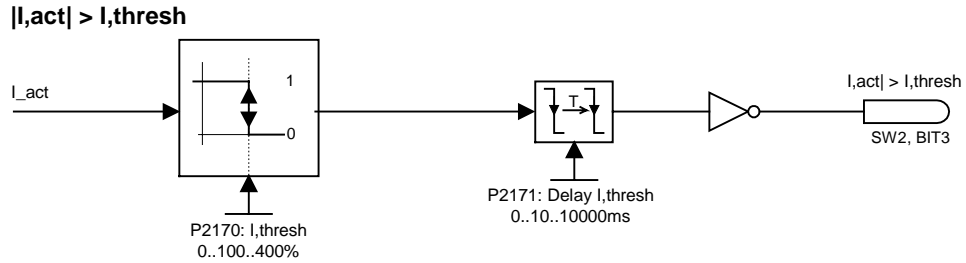 |I,act| > I,thresh
I_act
1
0
T
I,act| > I,thresh
SW2, BIT3
P2170: I,thresh
0..100..400%
P2171: Delay I,thresh
0..10..10000ms